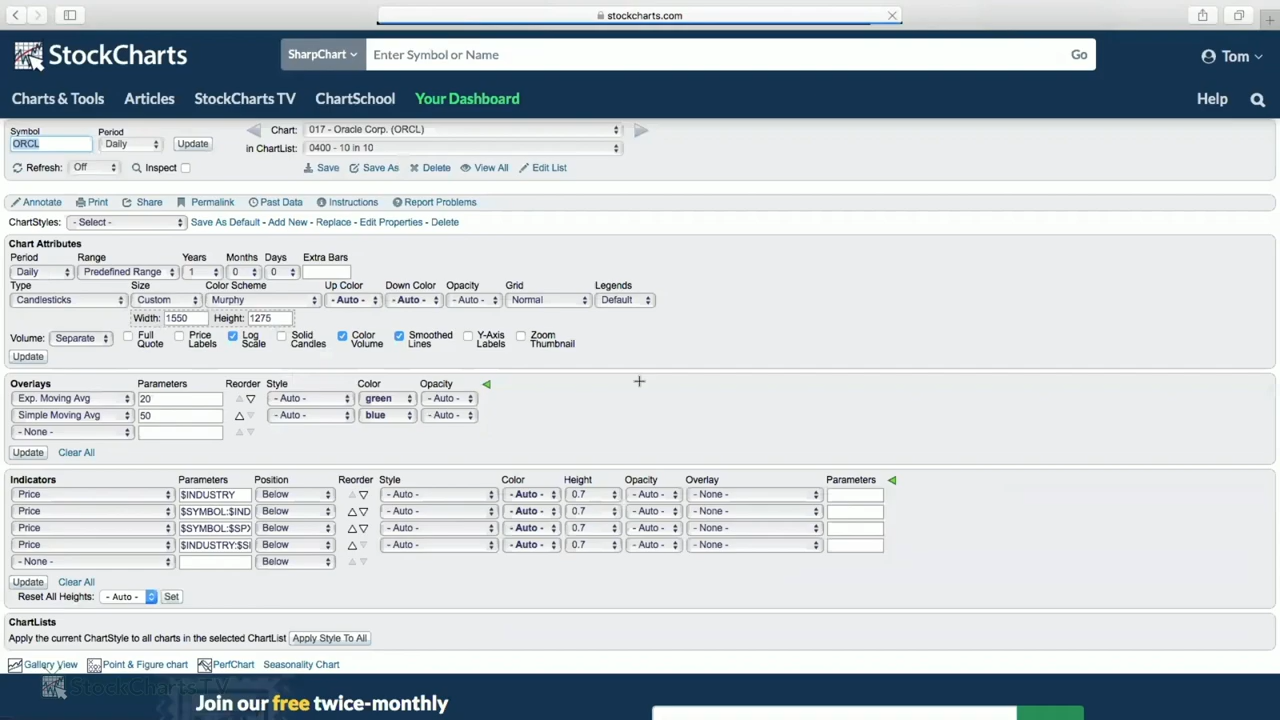 stockcharts.com
StockCharts
SharpChart
Enter Symbol or Name
Go
Tom
Charts & Tools Articles StockCharts TV ChartSchool Your Dashboard Help
Symbol Period
ORCL Daily Update
Chart: 017 - Oracle Corp. (ORCL)
in ChartList: 0400 - 10 in 10
Refresh: Off Inspect Save Save As Delete View All Edit List
Annotate Print Share Permalink Past Data Instructions Report Problems
ChartStyles: - Select - Save As Default - Add New - Replace - Edit Properties - Delete
Chart Attributes
Period Range Years Months Days Extra Bars
Daily Predefined Range 1 0 0
Type Size Color Scheme Up Color Down Color Opacity Grid Legends
Candlesticks Custom Murphy - Auto - - Auto - - Auto - Normal Default
Width: 1550 Height: 1275
Volume: Separate Full Quote Price Labels Log Scale Solid Candles Color Volume Smoothed Lines Y-Axis Labels Zoom Thumbnail
Update
Overlays Parameters Reorder Style Color Opacity
Exp. Moving Avg 20 - Auto - green - Auto -
Simple Moving Avg 50 - Auto - blue - Auto -
- None -
Update Clear All
Indicators Parameters Position Reorder Style Color Height Opacity Overlay Parameters
Price $INDUSTRY Below - Auto - - Auto - 0.7 - Auto - - None -
Price $SYMBOL:$IND Below - Auto - - Auto - 0.7 - Auto - - None -
Price $SYMBOL:$SPX Below - Auto - - Auto - 0.7 - Auto - - None -
Price $INDUSTRY:$S Below - Auto - - Auto - 0.7 - Auto - - None -
- None - Below
Update Clear All
Reset All Heights: - Auto - Set
ChartLists
Apply the current ChartStyle to all charts in the selected ChartList Apply Style To All
Gallery View Point & Figure chart PerfChart Seasonality Chart
StockChartsTV
Join our free twice-monthly